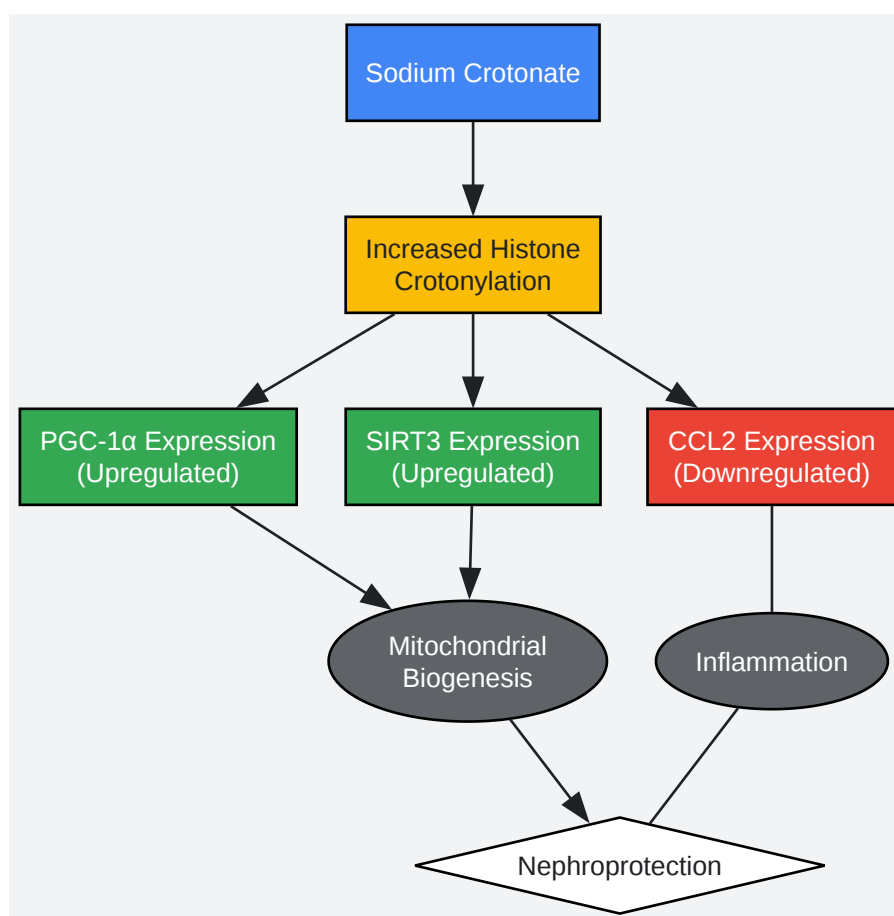 Sodium Crotonate
Increased Histone
Crotonylation
PGC-1α Expression
(Upregulated)
SIRT3 Expression
(Upregulated)
CCL2 Expression
(Downregulated)
Mitochondrial
Biogenesis
Inflammation
Nephroprotection